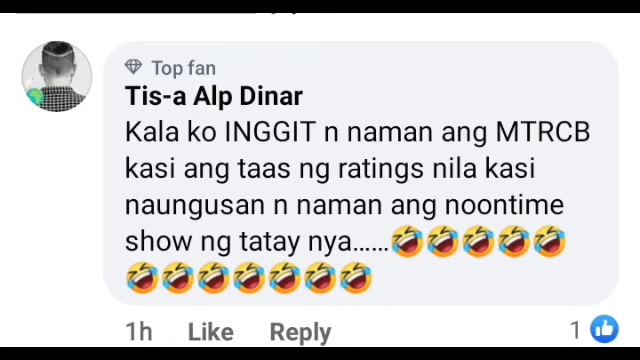 Top fan
Tis-a Alp Dinar
Kala ko INGGIT n naman ang MTRCB
kasi ang taas ng ratings nila kasi
naungusan n naman ang noontime
show ng tatay nya......🤣🤣🤣🤣🤣
🤣🤣🤣🤣🤣🤣🤣
1h Like Reply 1